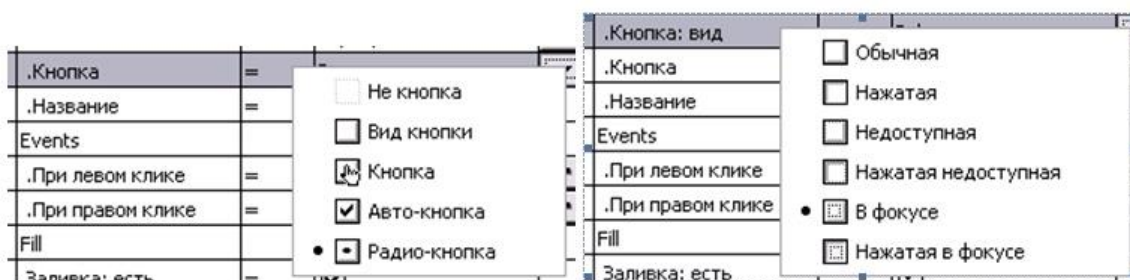 .Кнопка =
.Название =
Events
.При левом клике =
.При правом клике =
Fill
.Заливка: есть =
Не кнопка
Вид кнопки
Кнопка
Авто-кнопка
Радио-кнопка
.Кнопка: вид
.Кнопка
.Название
Events
.При левом клике
.При правом клике
Fill
.Заливка: есть
Обычная
Нажатая
Недоступная
Нажатая недоступная
В фокусе
Нажатая в фокусе